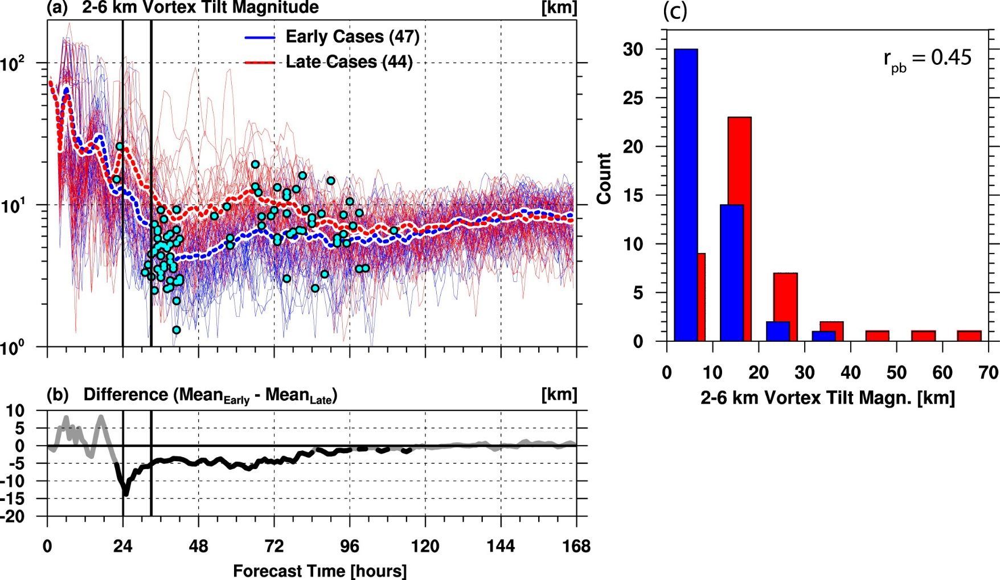 (a) 2-6 km Vortex Tilt Magnitude [km]
Early Cases (47)
Late Cases (44)
10²
10¹
10⁰
(b) Difference (Mean_Early - Mean_Late) [km]
10
5
0
-5
-10
-15
-20
0 24 48 72 96 120 144 168
Forecast Time [hours]
(c)
r_pb = 0.45
Count
30
25
20
15
10
5
0
0 10 20 30 40 50 60 70
2-6 km Vortex Tilt Magn. [km]